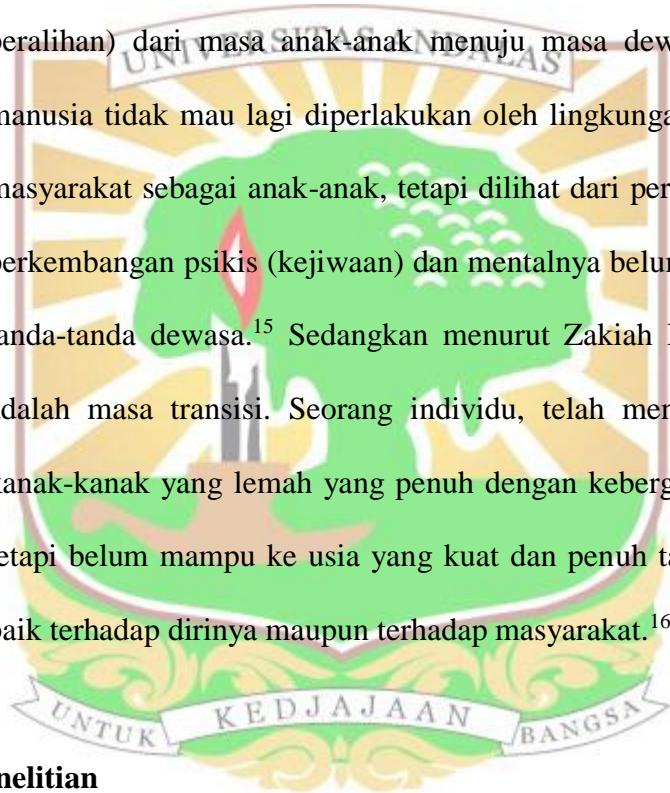 peralihan) dari masa anak-anak menuju masa dew
UNIVERSITAS ANDALAS
manusia tidak mau lagi diperlakukan oleh lingkunga
masyarakat sebagai anak-anak, tetapi dilihat dari per
perkembangan psikis (kejiwaan) dan mentalnya belum
tanda-tanda dewasa.15 Sedangkan menurut Zakiah
adalah masa transisi. Seorang individu, telah men
kanak-kanak yang lemah yang penuh dengan keberg
tetapi belum mampu ke usia yang kuat dan penuh ta
baik terhadap dirinya maupun terhadap masyarakat.16
UNTUK KEDJAJAAN BANGSA
nelitian